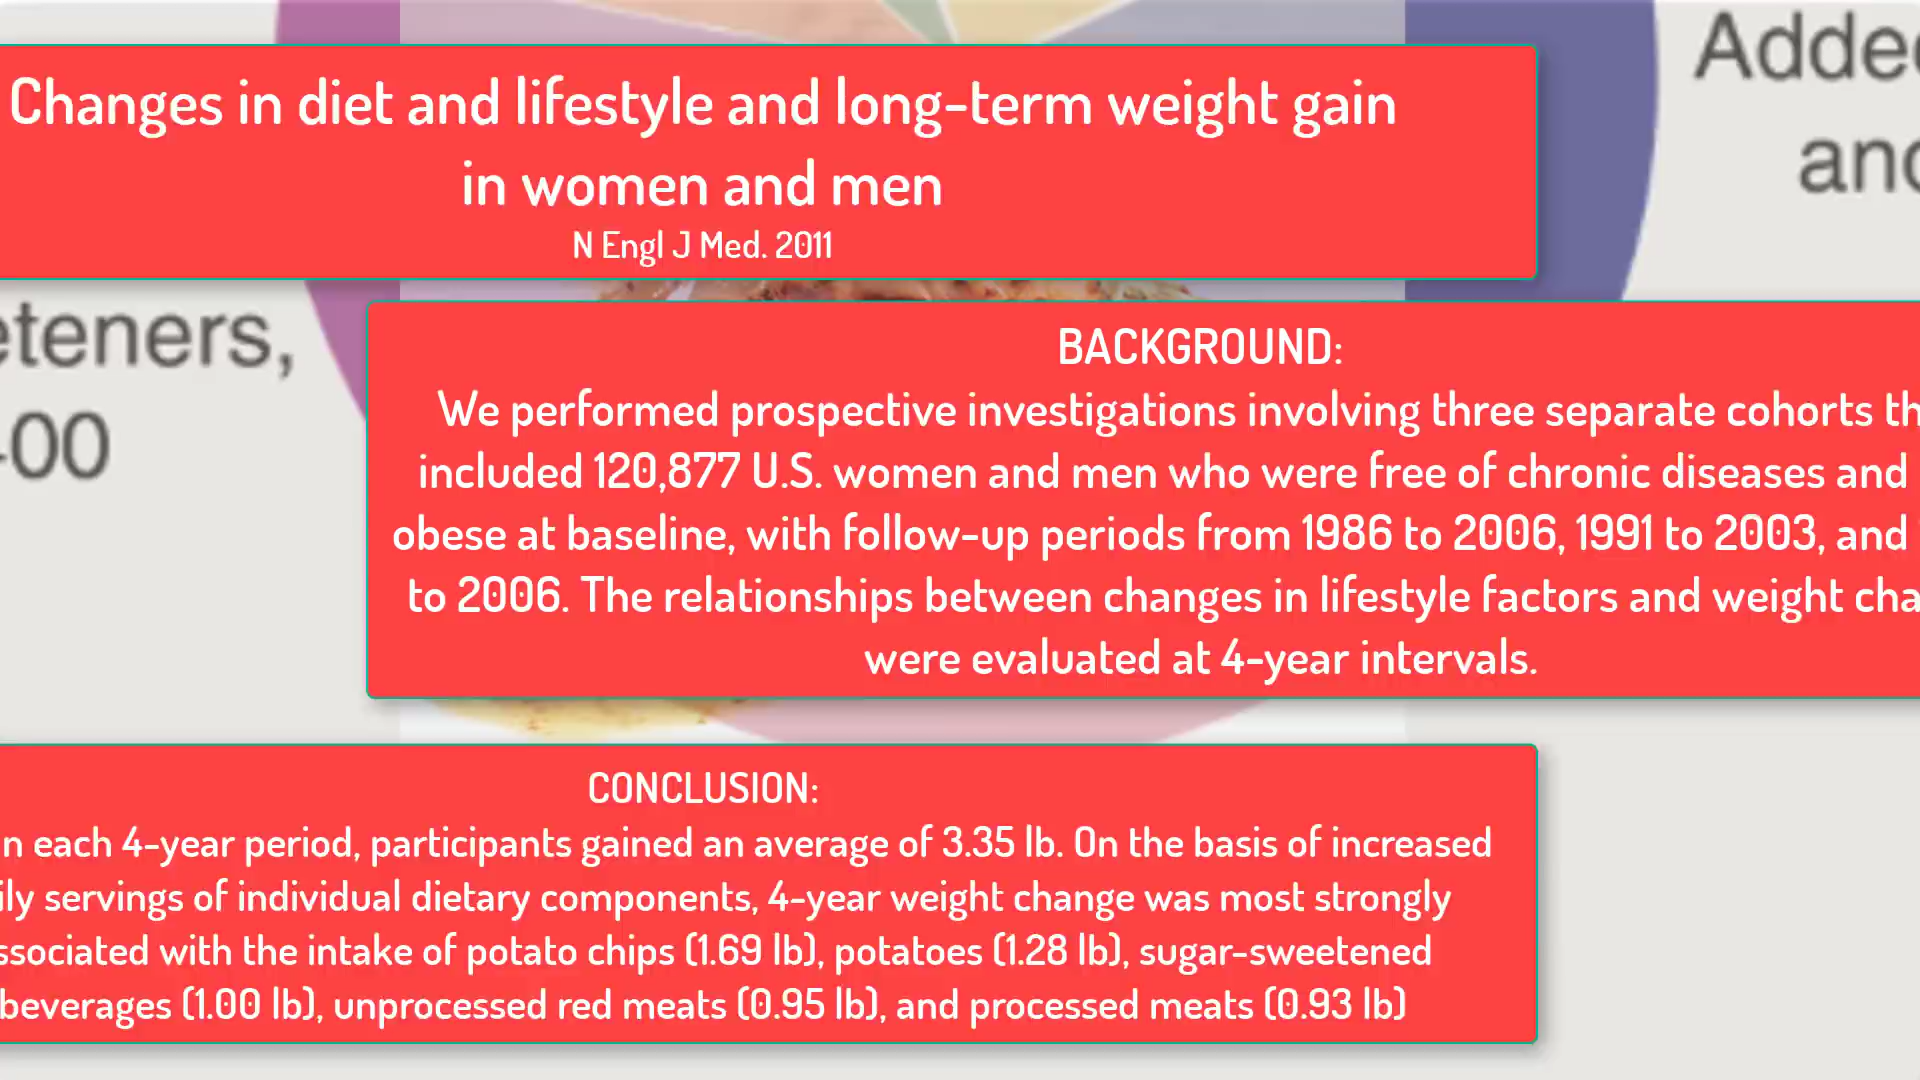 Changes in diet and lifestyle and long-term weight gain
in women and men
N Engl J Med. 2011
BACKGROUND:
We performed prospective investigations involving three separate cohorts th
included 120,877 U.S. women and men who were free of chronic diseases and
obese at baseline, with follow-up periods from 1986 to 2006, 1991 to 2003, and
to 2006. The relationships between changes in lifestyle factors and weight cha
were evaluated at 4-year intervals.
CONCLUSION:
n each 4-year period, participants gained an average of 3.35 lb. On the basis of increased
ily servings of individual dietary components, 4-year weight change was most strongly
ssociated with the intake of potato chips (1.69 lb), potatoes (1.28 lb), sugar-sweetened
beverages (1.00 lb), unprocessed red meats (0.95 lb), and processed meats (0.93 lb)
eteners,
400
Added
and